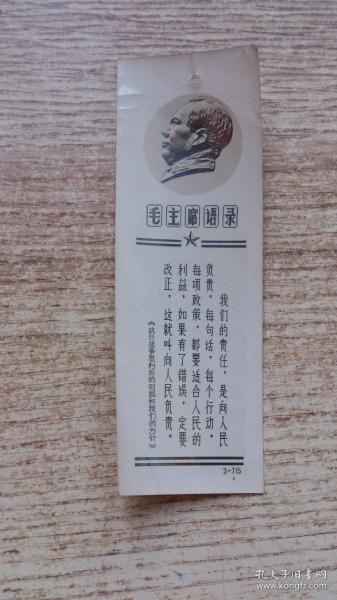 毛主席语录
我们的责任，是向人民
负责。每句话，每个行动，
每项政策，都要适合人民的
利益，如果有了错误，定要
改正，这就叫向人民负责。
《抗日战争胜利后的时局和我们的方针》
3-715
孔夫子旧书网
www.kongfz.com